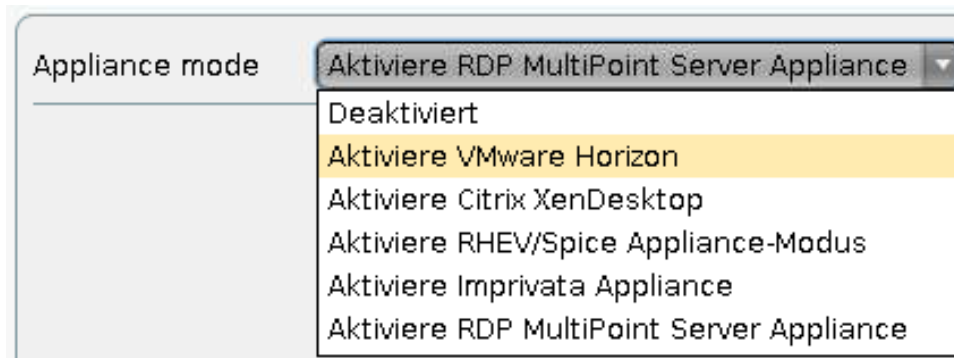 Appliance mode Aktiviere RDP MultiPoint Server Appliance
Deaktiviert
Aktiviere VMware Horizon
Aktiviere Citrix XenDesktop
Aktiviere RHEV/Spice Appliance-Modus
Aktiviere Imprivata Appliance
Aktiviere RDP MultiPoint Server Appliance